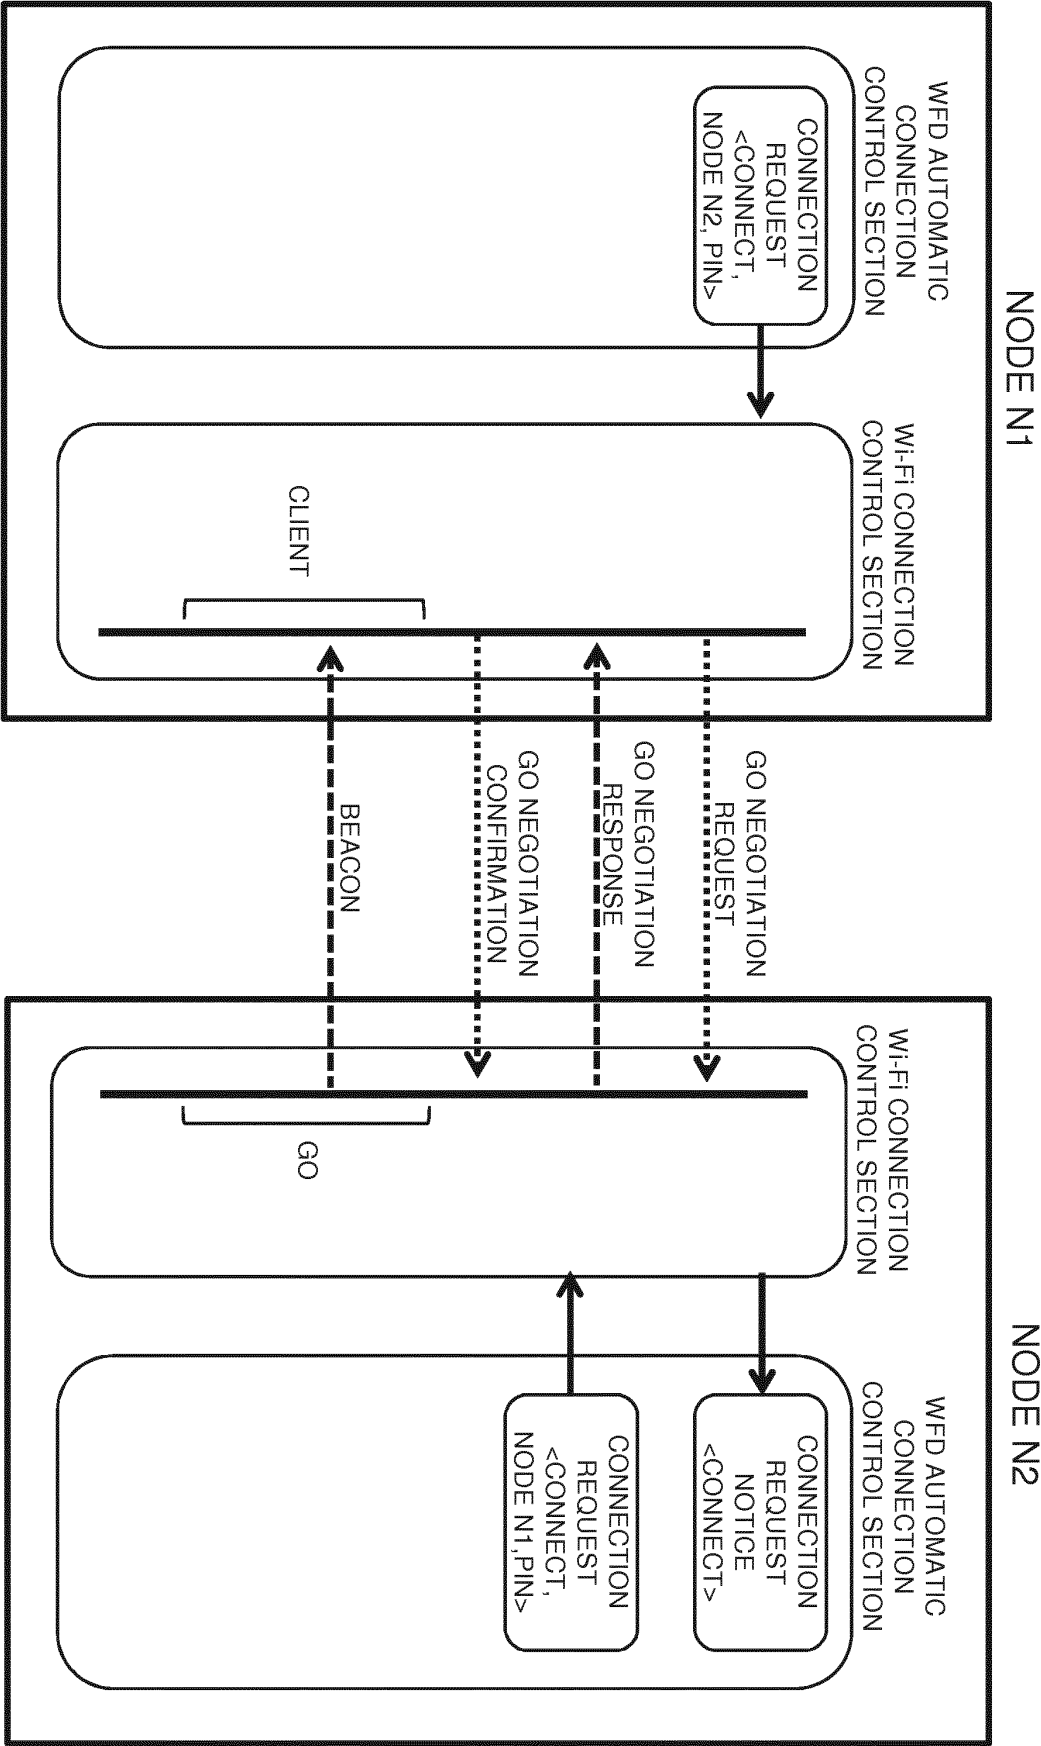 NODE N1
WFD AUTOMATIC
CONNECTION
CONTROL SECTION
CONNECTION
REQUEST
<CONNECT,
NODE N2, PIN>
Wi-Fi CONNECTION
CONTROL SECTION
CLIENT
GO NEGOTIATION
REQUEST
GO NEGOTIATION
RESPONSE
GO NEGOTIATION
CONFIRMATION
BEACON
NODE N2
Wi-Fi CONNECTION
CONTROL SECTION
GO
WFD AUTOMATIC
CONNECTION
CONTROL SECTION
CONNECTION
REQUEST
NOTICE
<CONNECT>
CONNECTION
REQUEST
<CONNECT,
NODE N1,PIN>